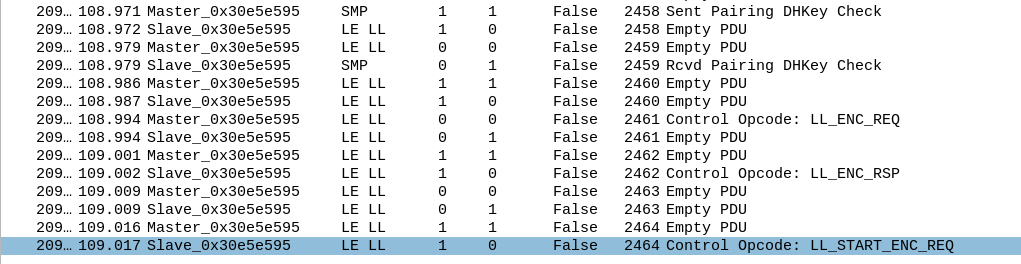 209… 108.971 Master_0x30e5e595 SMP 1 1 False 2458 Sent Pairing DHKey Check
209… 108.972 Slave_0x30e5e595 LE LL 1 0 False 2458 Empty PDU
209… 108.979 Master_0x30e5e595 LE LL 0 0 False 2459 Empty PDU
209… 108.979 Slave_0x30e5e595 SMP 0 1 False 2459 Rcvd Pairing DHKey Check
209… 108.986 Master_0x30e5e595 LE LL 1 1 False 2460 Empty PDU
209… 108.987 Slave_0x30e5e595 LE LL 1 0 False 2460 Empty PDU
209… 108.994 Master_0x30e5e595 LE LL 0 0 False 2461 Control Opcode: LL_ENC_REQ
209… 108.994 Slave_0x30e5e595 LE LL 0 1 False 2461 Empty PDU
209… 109.001 Master_0x30e5e595 LE LL 1 1 False 2462 Empty PDU
209… 109.002 Slave_0x30e5e595 LE LL 1 0 False 2462 Control Opcode: LL_ENC_RSP
209… 109.009 Master_0x30e5e595 LE LL 0 0 False 2463 Empty PDU
209… 109.009 Slave_0x30e5e595 LE LL 0 1 False 2463 Empty PDU
209… 109.016 Master_0x30e5e595 LE LL 1 1 False 2464 Empty PDU
209… 109.017 Slave_0x30e5e595 LE LL 1 0 False 2464 Control Opcode: LL_START_ENC_REQ